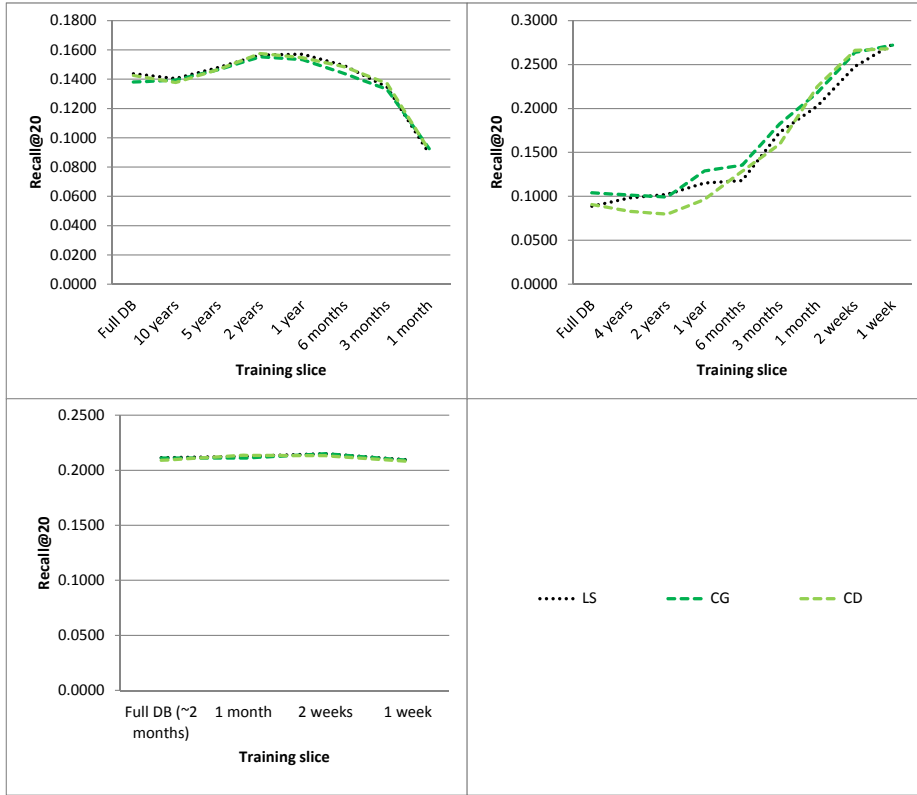 0.1800
0.1600
0.1400
0.1200
0.1000
0.0800
0.0600
0.0400
0.0200
0.0000
Recall@20
Full DB
10 years
5 years
2 years
1 year
6 months
3 months
1 month
Training slice
0.3000
0.2500
0.2000
0.1500
0.1000
0.0500
0.0000
Recall@20
Full DB
4 years
2 years
1 year
6 months
3 months
1 month
2 weeks
1 week
Training slice
0.2500
0.2000
0.1500
0.1000
0.0500
0.0000
Recall@20
Full DB (~2
months)
1 month
2 weeks
1 week
Training slice
LS
CG
CD